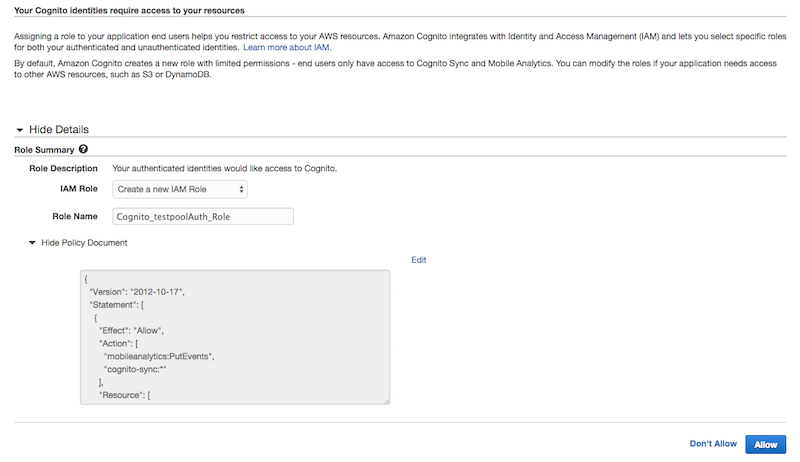 Your Cognito identities require access to your resources
Assigning a role to your application end users helps you restrict access to your AWS resources. Amazon Cognito integrates with Identity and Access Management (IAM) and lets you select specific roles
for both your authenticated and unauthenticated identities. Learn more about IAM.
By default, Amazon Cognito creates a new role with limited permissions - end users only have access to Cognito Sync and Mobile Analytics. You can modify the roles if your application needs access
to other AWS resources, such as S3 or DynamoDB.
Hide Details
Role Summary ?
Role Description Your authenticated identities would like access to Cognito.
IAM Role Create a new IAM Role
Role Name Cognito_testpoolAuth_Role
Hide Policy Document
Edit
{
"Version": "2012-10-17",
"Statement": [
{
"Effect": "Allow",
"Action": [
"mobileanalytics:PutEvents",
"cognito-sync:*"
],
"Resource": [
Don't Allow Allow